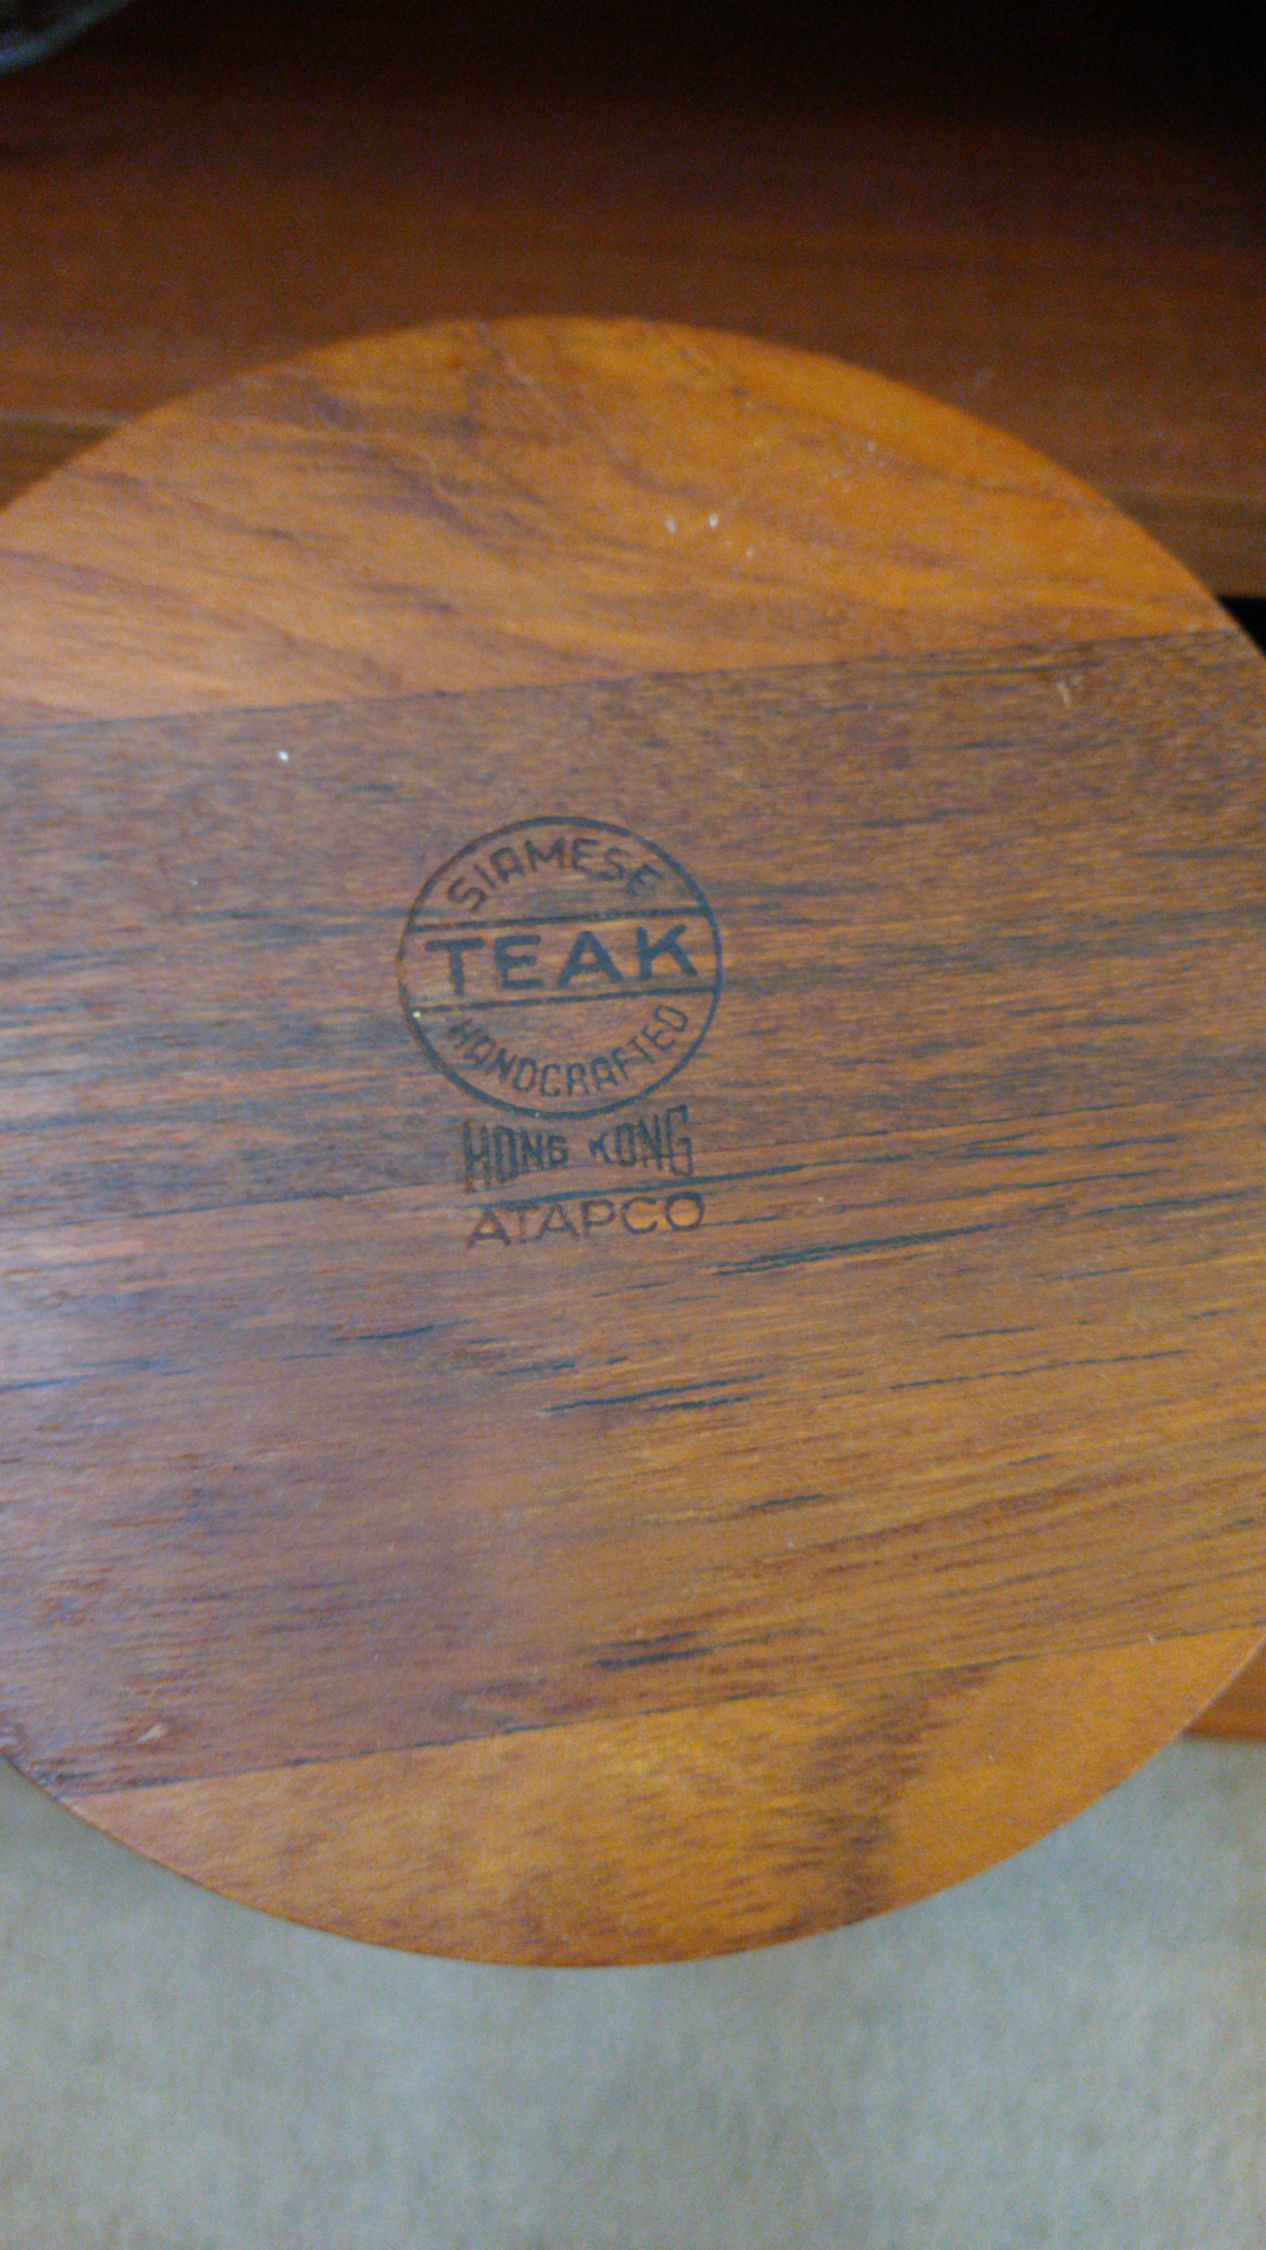 SIAMESE
TEAK
HANDCRAFTED
HONG KONG
ATAPCO